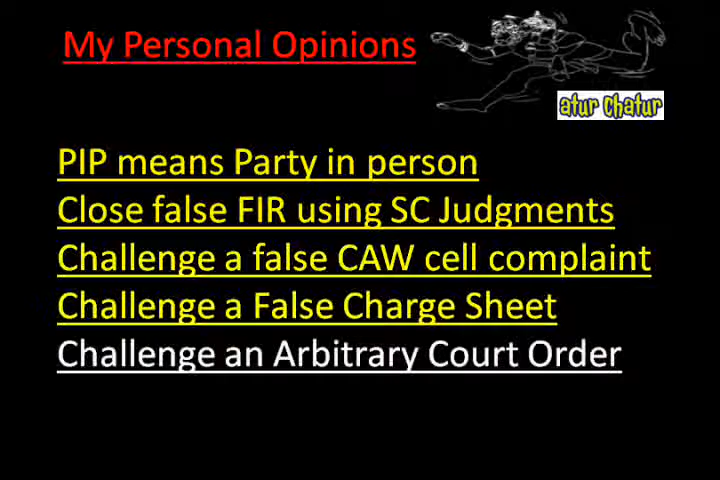 My Personal Opinions
atur chatur
PIP means Party in person
Close false FIR using SC Judgments
Challenge a false CAW cell complaint
Challenge a False Charge Sheet
Challenge an Arbitrary Court Order